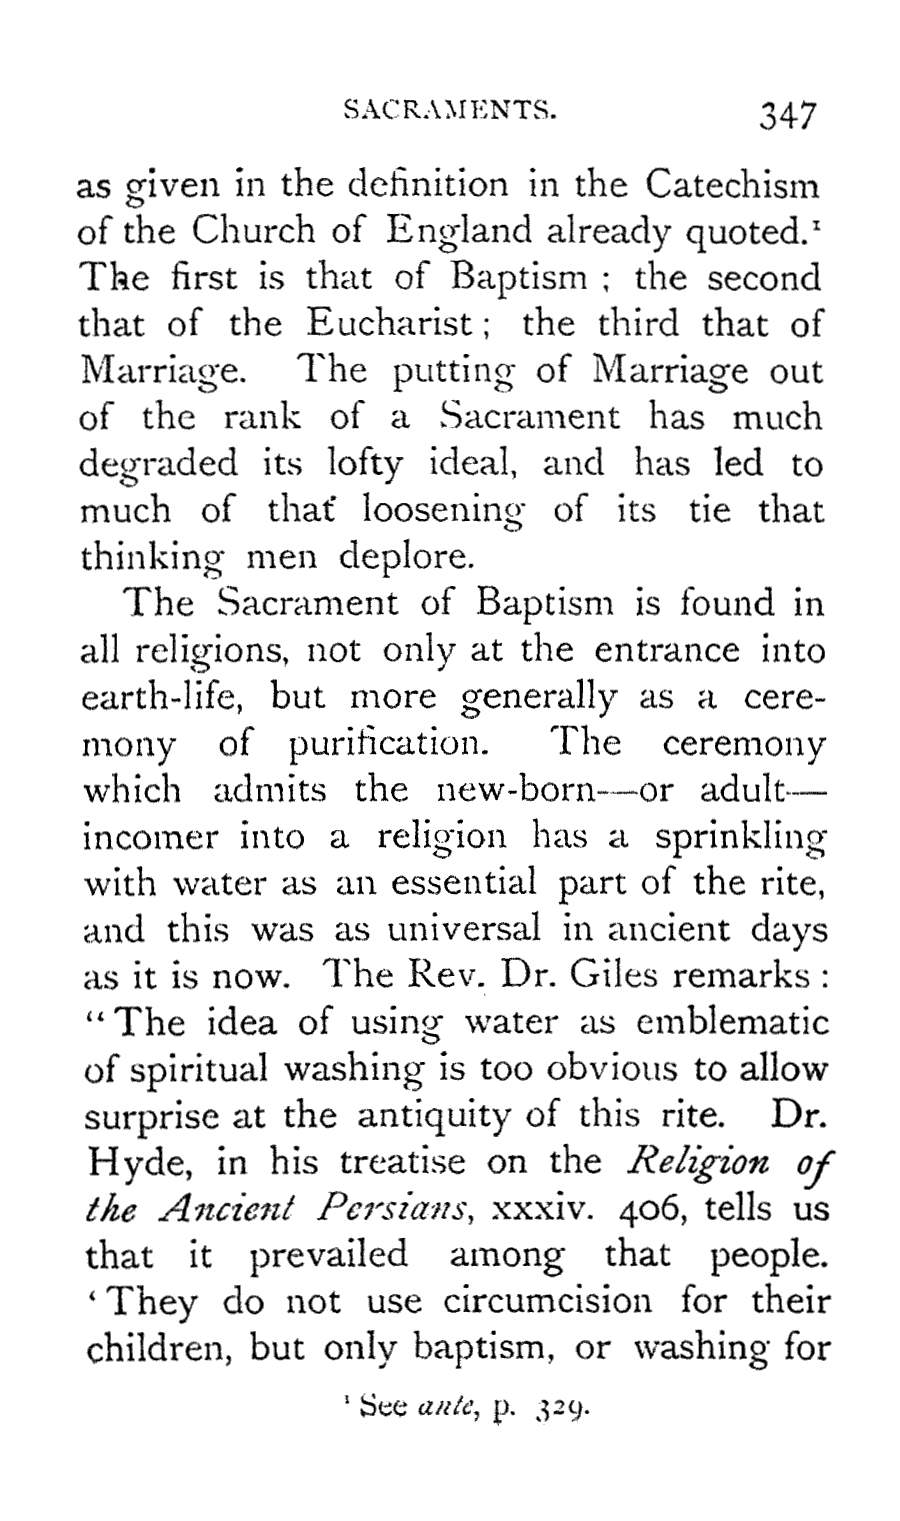 SACRAMENTS. 347
as given in the definition in the Catechism
of the Church of England already quoted.¹
The first is that of Baptism ; the second
that of the Eucharist ; the third that of
Marriage. The putting of Marriage out
of the rank of a Sacrament has much
degraded its lofty ideal, and has led to
much of that loosening of its tie that
thinking men deplore.
The Sacrament of Baptism is found in
all religions, not only at the entrance into
earth-life, but more generally as a cere-
mony of purification. The ceremony
which admits the new-born—or adult—
incomer into a religion has a sprinkling
with water as an essential part of the rite,
and this was as universal in ancient days
as it is now. The Rev. Dr. Giles remarks :
“ The idea of using water as emblematic
of spiritual washing is too obvious to allow
surprise at the antiquity of this rite. Dr.
Hyde, in his treatise on the Religion of
the Ancient Persians, xxxiv. 406, tells us
that it prevailed among that people.
‘ They do not use circumcision for their
children, but only baptism, or washing for
¹ See ante, p. 329.